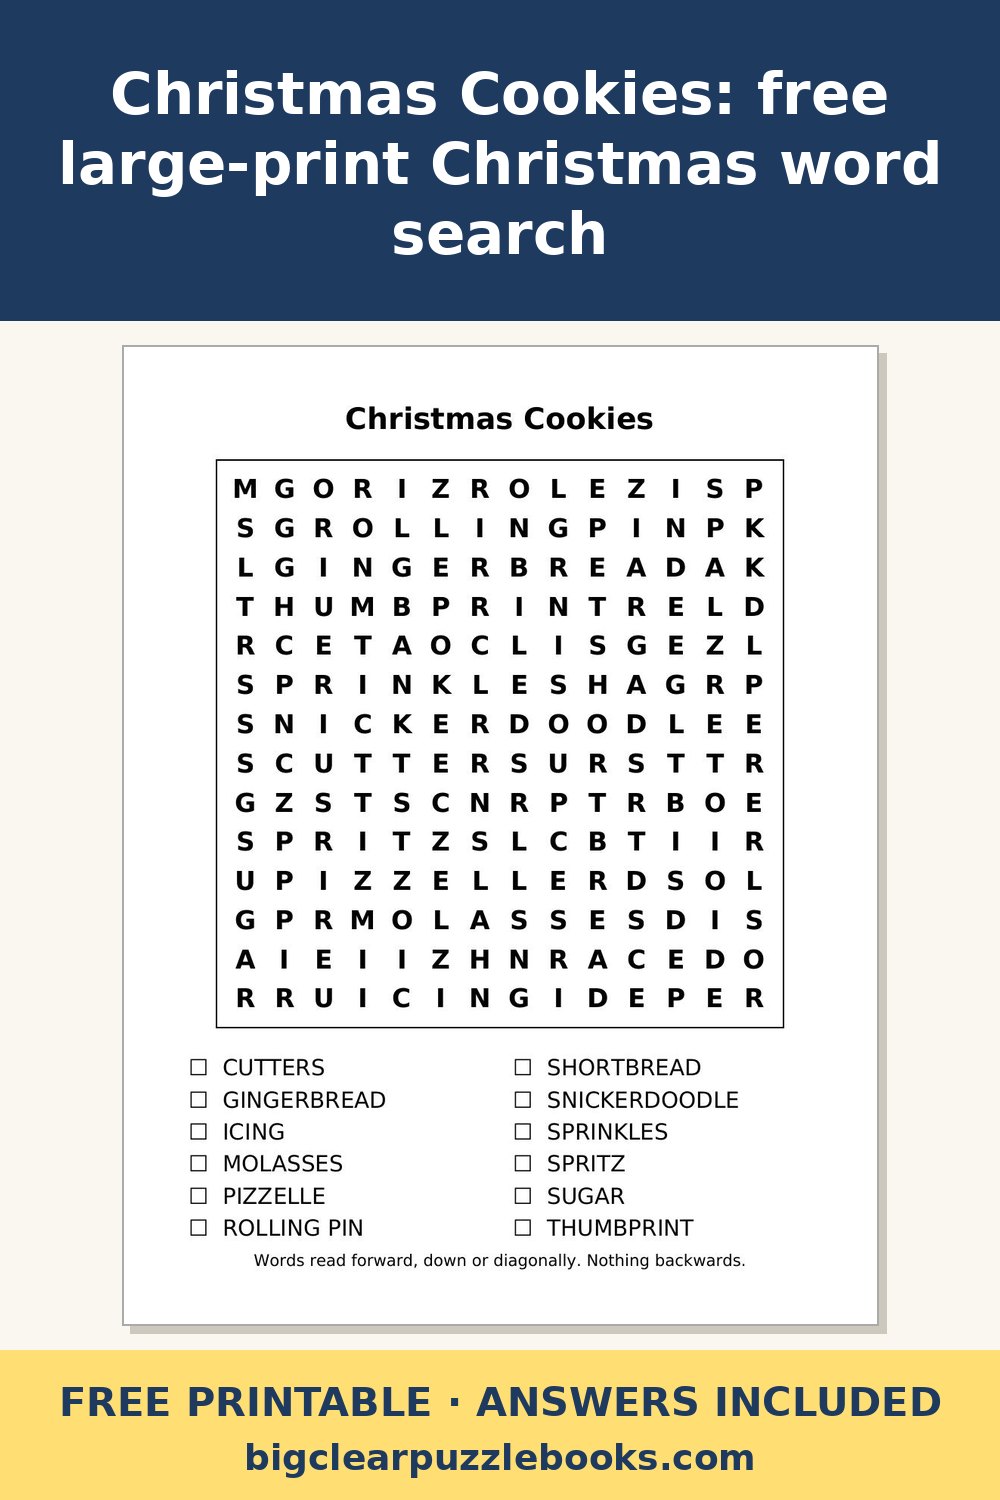 Christmas Cookies: free
large-print Christmas word
search
Christmas Cookies
M G O R I Z R O L E Z I S P
S G R O L L I N G P I N P K
L G I N G E R B R E A D A K
T H U M B P R I N T R E L D
R C E T A O C L I S G E Z L
S P R I N K L E S H A G R P
S N I C K E R D O O D L E E
S C U T T E R S U R S T T R
G Z S T S C N R P T R B O E
S P R I T Z S L C B T I I R
U P I Z Z E L L E R D S O L
G P R M O L A S S E S D I S
A I E I I Z H N R A C E D O
R R U I C I N G I D E P E R
☐ CUTTERS
☐ GINGERBREAD
☐ ICING
☐ MOLASSES
☐ PIZZELLE
☐ ROLLING PIN
☐ SHORTBREAD
☐ SNICKERDOODLE
☐ SPRINKLES
☐ SPRITZ
☐ SUGAR
☐ THUMBPRINT
Words read forward, down or diagonally. Nothing backwards.
FREE PRINTABLE · ANSWERS INCLUDED
bigclearpuzzlebooks.com